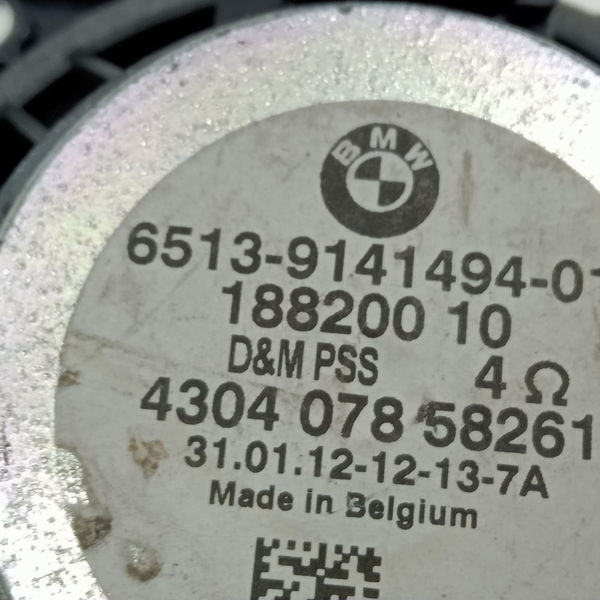 BMW
6513-9141494-01
188200 10
D&M PSS 4 Ω
4304 078 58261
31.01.12-12-13-7A
Made in Belgium